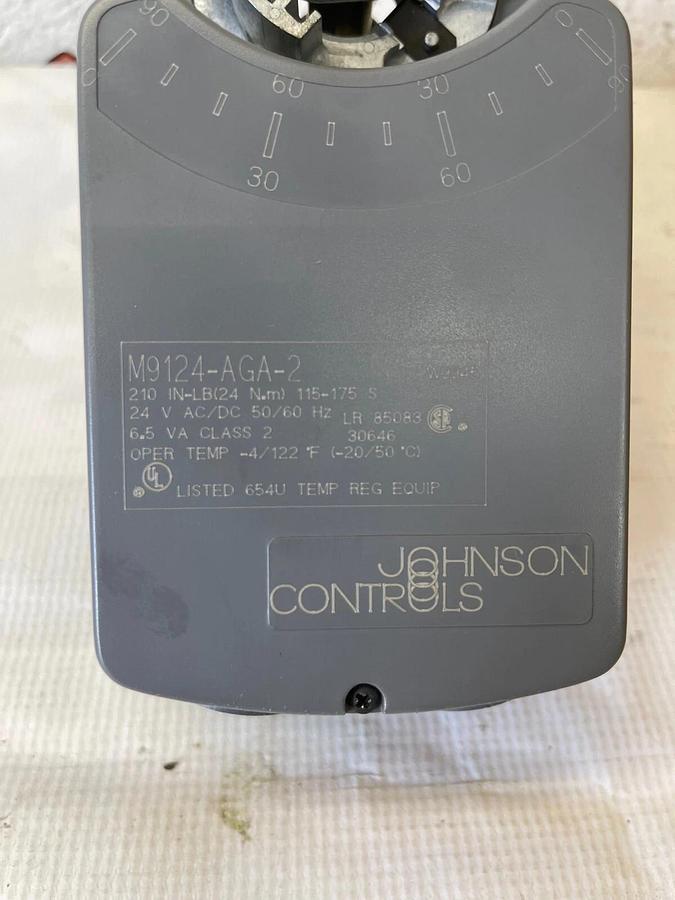 90 60 30 0
0 30 60 90
M9124-AGA-2
210 IN-LB(24 N.m) 115-175 S
24 V AC/DC 50/60 Hz LR 85083
6.5 VA CLASS 2 30646
OPER TEMP -4/122 °F (-20/50 °C)
UL LISTED 654U TEMP REG EQUIP
JOHNSON
CONTROLS